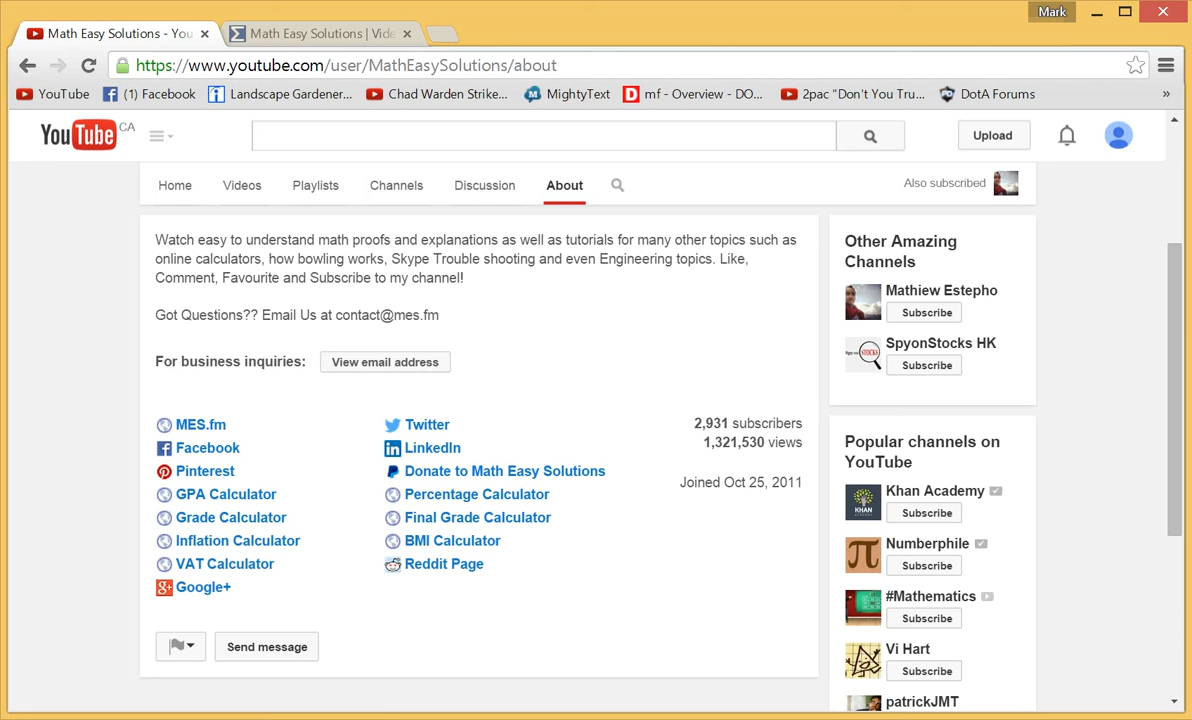 Mark
Math Easy Solutions - You
Math Easy Solutions | Vide
https://www.youtube.com/user/MathEasySolutions/about
YouTube
(1) Facebook
Landscape Gardener...
Chad Warden Strike...
MightyText
mf - Overview - DO...
2pac "Don't You Tru...
DotA Forums
»
YouTube CA
Upload
Home
Videos
Playlists
Channels
Discussion
About
Also subscribed
Watch easy to understand math proofs and explanations as well as tutorials for many other topics such as
online calculators, how bowling works, Skype Trouble shooting and even Engineering topics. Like,
Comment, Favourite and Subscribe to my channel!
Got Questions?? Email Us at contact@mes.fm
For business inquiries:
View email address
MES.fm
Twitter
Facebook
LinkedIn
Pinterest
Donate to Math Easy Solutions
GPA Calculator
Percentage Calculator
Grade Calculator
Final Grade Calculator
Inflation Calculator
BMI Calculator
VAT Calculator
Reddit Page
Google+
2,931 subscribers
1,321,530 views
Joined Oct 25, 2011
Send message
Other Amazing
Channels
Mathiew Estepho
Subscribe
SpyonStocks HK
Subscribe
Popular channels on
YouTube
Khan Academy
Subscribe
Numberphile
Subscribe
#Mathematics
Subscribe
Vi Hart
Subscribe
patrickJMT